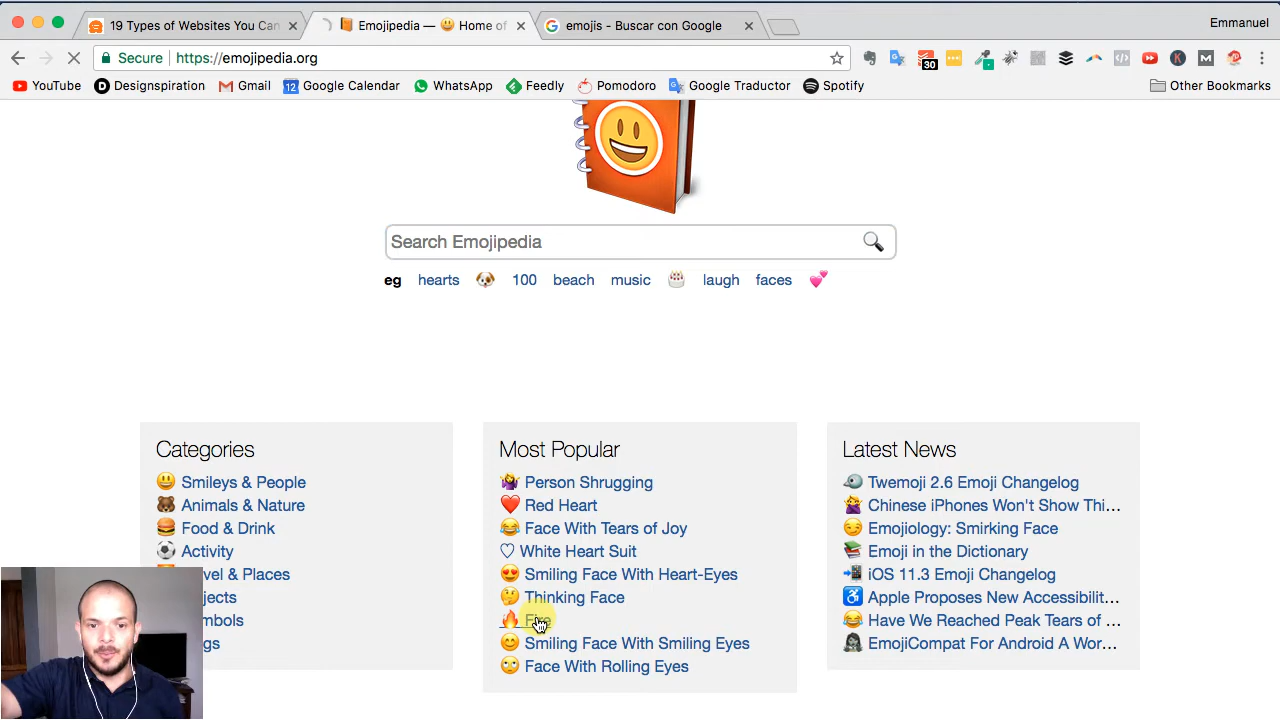 19 Types of Websites You Can
Emojipedia — 😃 Home of
emojis - Buscar con Google
Emmanuel
Secure
https://emojipedia.org
30
YouTube
Designspiration
Gmail
12 Google Calendar
WhatsApp
Feedly
Pomodoro
Google Traductor
Spotify
Other Bookmarks
Search Emojipedia
eg hearts 🐶 100 beach music 🎂 laugh faces 💕
Categories
😃 Smileys & People
🐻 Animals & Nature
🍔 Food & Drink
⚽ Activity
vel & Places
jects
mbols
gs
Most Popular
🤷‍♀️ Person Shrugging
❤️ Red Heart
😂 Face With Tears of Joy
♡ White Heart Suit
😍 Smiling Face With Heart-Eyes
🤔 Thinking Face
🔥 Fire
😊 Smiling Face With Smiling Eyes
🙄 Face With Rolling Eyes
Latest News
Twemoji 2.6 Emoji Changelog
Chinese iPhones Won't Show Thi...
😏 Emojiology: Smirking Face
📚 Emoji in the Dictionary
📲 iOS 11.3 Emoji Changelog
♿ Apple Proposes New Accessibilit...
😂 Have We Reached Peak Tears of ...
EmojiCompat For Android A Wor...